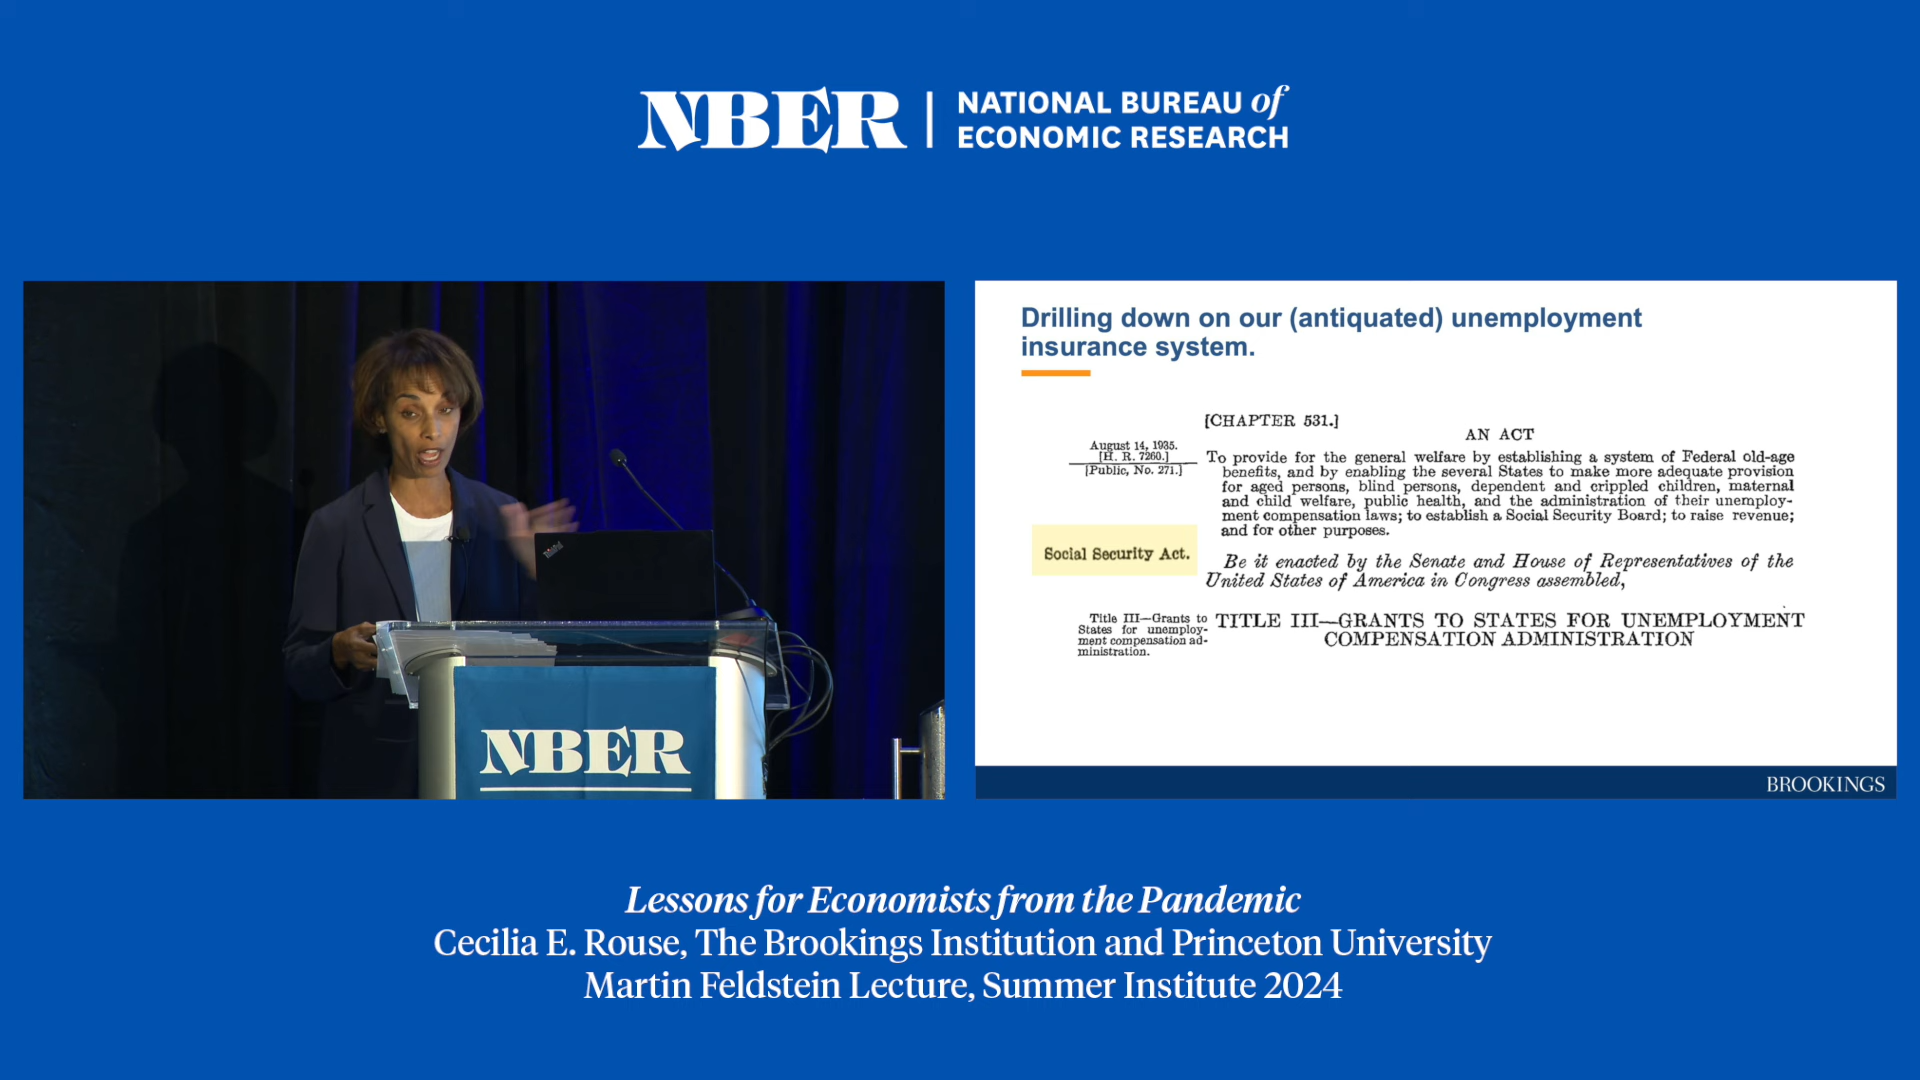 NBER
NATIONAL BUREAU of
ECONOMIC RESEARCH
NBER
Drilling down on our (antiquated) unemployment
insurance system.
[CHAPTER 531.]
AN ACT
August 14, 1935.
[H. R. 7260.]
[Public, No. 271.]
To provide for the general welfare by establishing a system of Federal old-age
benefits, and by enabling the several States to make more adequate provision
for aged persons, blind persons, dependent and crippled children, maternal
and child welfare, public health, and the administration of their unemploy-
ment compensation laws; to establish a Social Security Board; to raise revenue;
and for other purposes.
Social Security Act.
Be it enacted by the Senate and House of Representatives of the
United States of America in Congress assembled,
Title III—Grants to
States for unemploy-
ment compensation ad-
ministration.
TITLE III—GRANTS TO STATES FOR UNEMPLOYMENT
COMPENSATION ADMINISTRATION
BROOKINGS
Lessons for Economists from the Pandemic
Cecilia E. Rouse, The Brookings Institution and Princeton University
Martin Feldstein Lecture, Summer Institute 2024